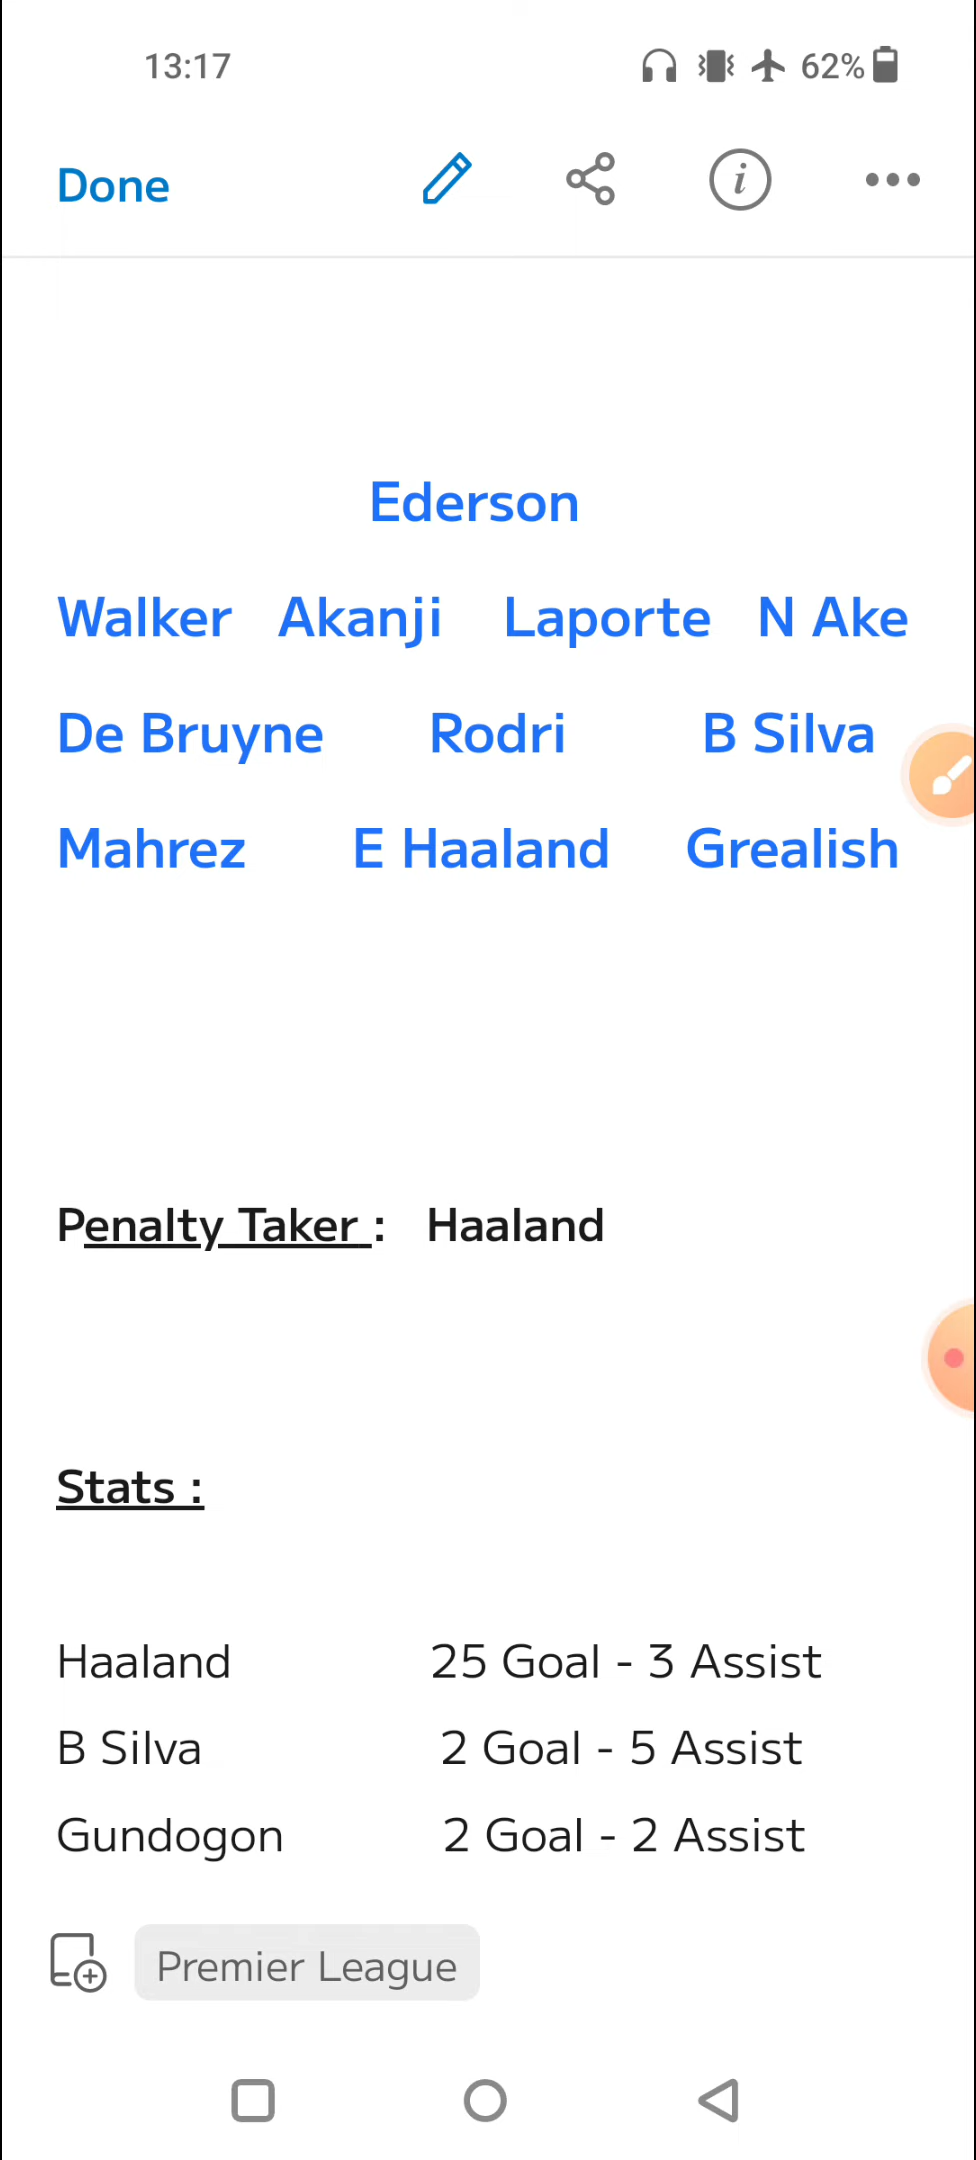 13:17 62%
Done
Ederson
Walker Akanji Laporte N Ake
De Bruyne Rodri B Silva
Mahrez E Haaland Grealish
Penalty Taker : Haaland
Stats :
Haaland 25 Goal - 3 Assist
B Silva 2 Goal - 5 Assist
Gundogon 2 Goal - 2 Assist
Premier League